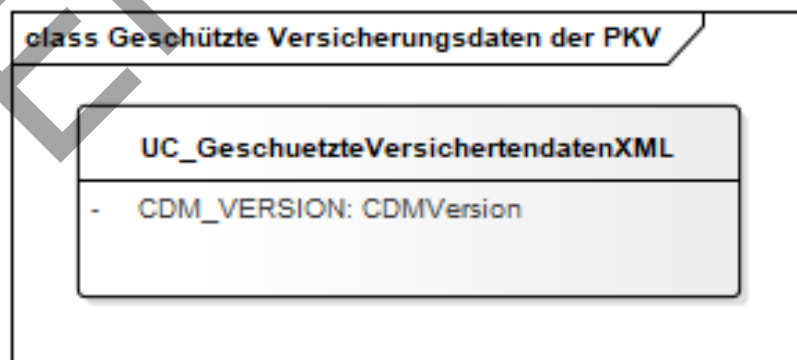 class Geschützte Versicherungsdaten der PKV
UC_GeschuetzteVersichertendatenXML
- CDM_VERSION: CDMVersion